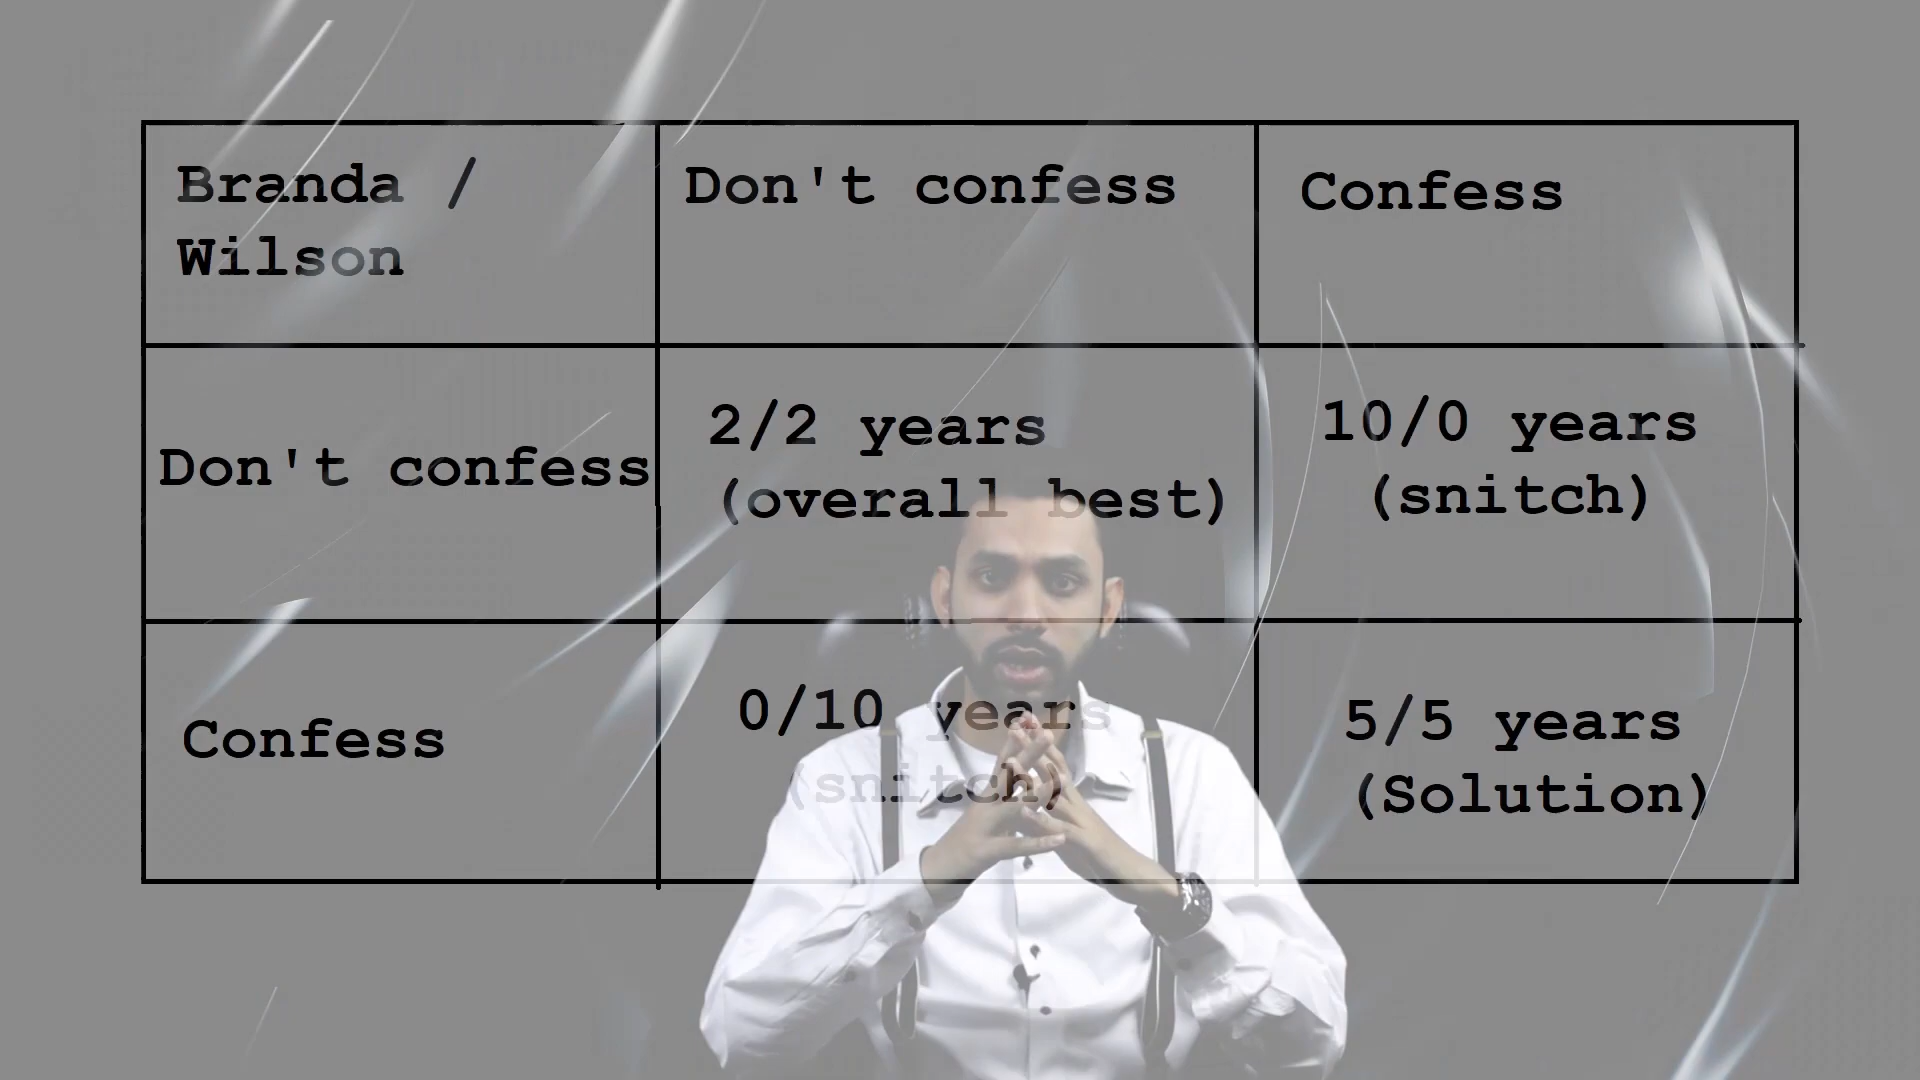 Branda /
Wilson
Don't confess
Confess
Don't confess
2/2 years
(overall best)
10/0 years
(snitch)
Confess
0/10 years
(snitch)
5/5 years
(Solution)